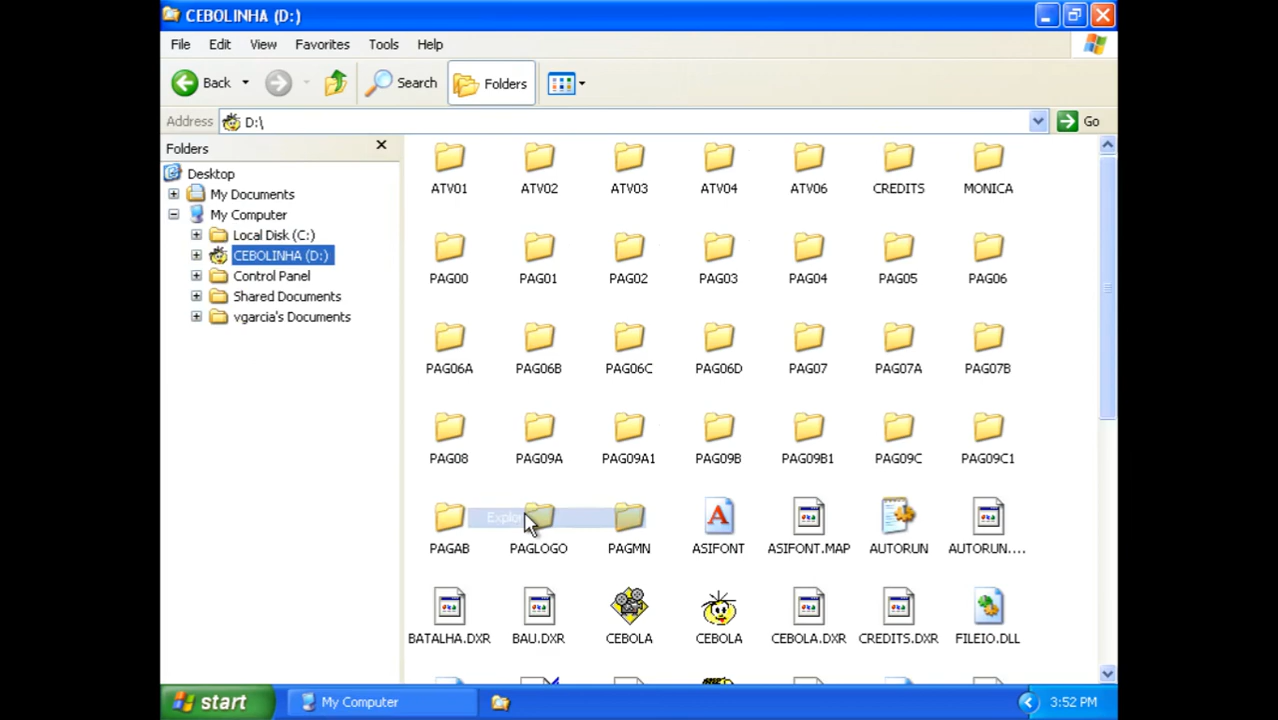 CEBOLINHA (D:)
File Edit View Favorites Tools Help
Back Search Folders
Address D:\ Go
Folders
Desktop
My Documents
My Computer
Local Disk (C:)
CEBOLINHA (D:)
Control Panel
Shared Documents
vgarcia's Documents
ATV01 ATV02 ATV03 ATV04 ATV06 CREDITS MONICA
PAG00 PAG01 PAG02 PAG03 PAG04 PAG05 PAG06
PAG06A PAG06B PAG06C PAG06D PAG07 PAG07A PAG07B
PAG08 PAG09A PAG09A1 PAG09B PAG09B1 PAG09C PAG09C1
PAGAB PAGLOGO PAGMN ASIFONT ASIFONT.MAP AUTORUN AUTORUN....
BATALHA.DXR BAU.DXR CEBOLA CEBOLA CEBOLA.DXR CREDITS.DXR FILEIO.DLL
start My Computer 3:52 PM